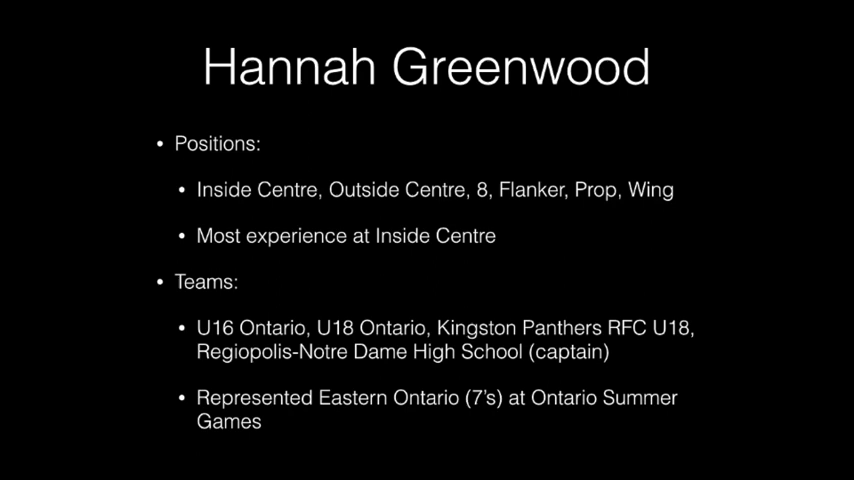 Hannah Greenwood
• Positions:
• Inside Centre, Outside Centre, 8, Flanker, Prop, Wing
• Most experience at Inside Centre
• Teams:
• U16 Ontario, U18 Ontario, Kingston Panthers RFC U18,
Regiopolis-Notre Dame High School (captain)
• Represented Eastern Ontario (7's) at Ontario Summer
Games